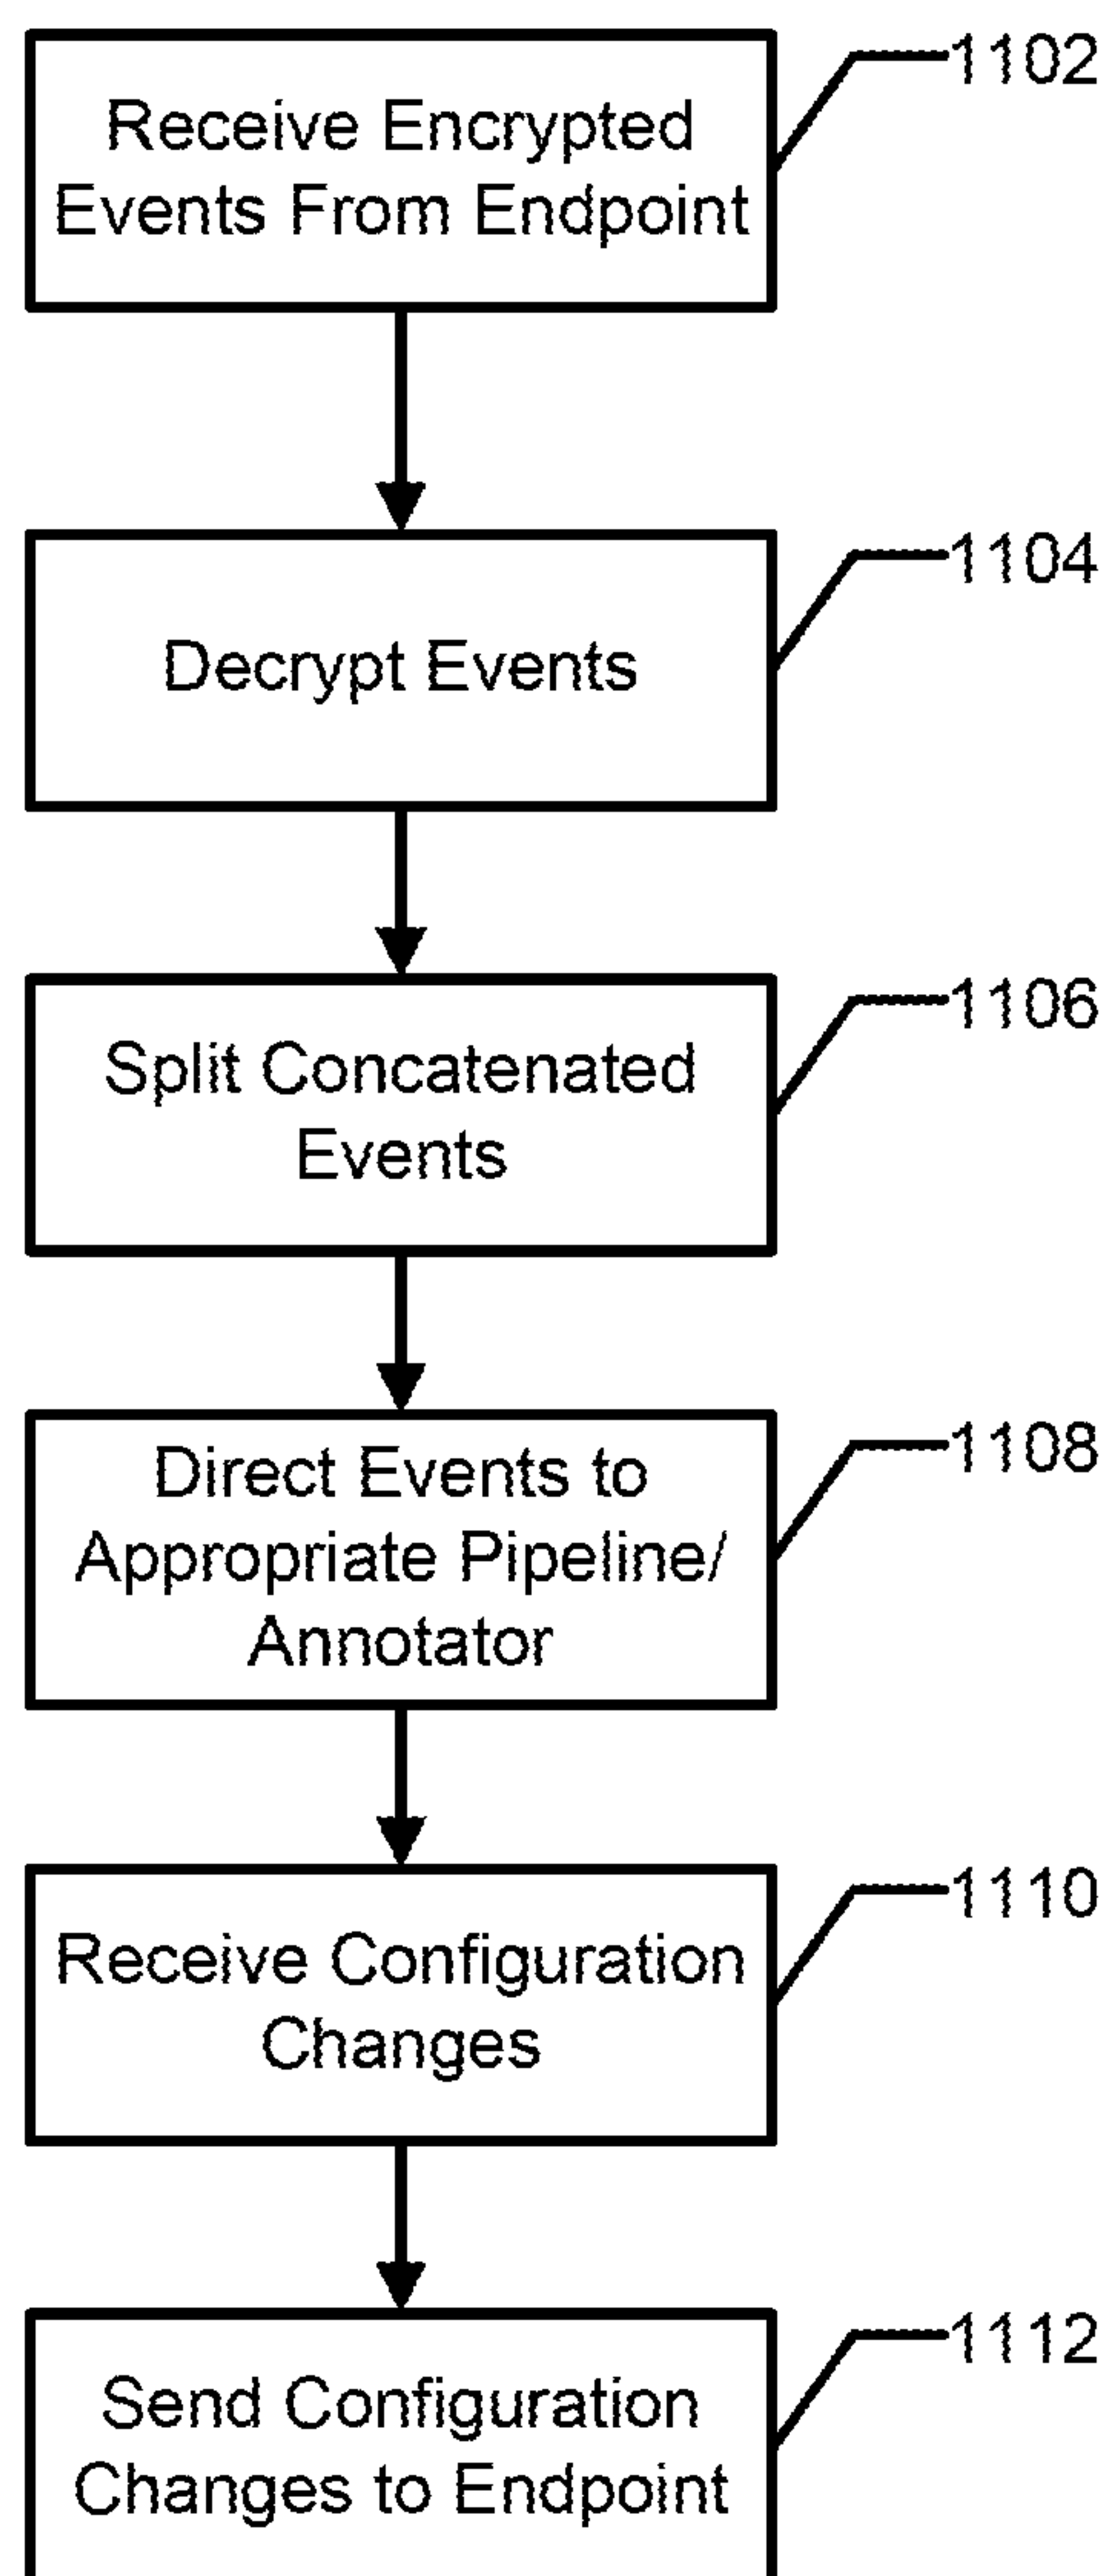 1102
Receive Encrypted
Events From Endpoint
1104
Decrypt Events
1106
Split Concatenated
Events
1108
Direct Events to
Appropriate Pipeline/
Annotator
1110
Receive Configuration
Changes
1112
Send Configuration
Changes to Endpoint